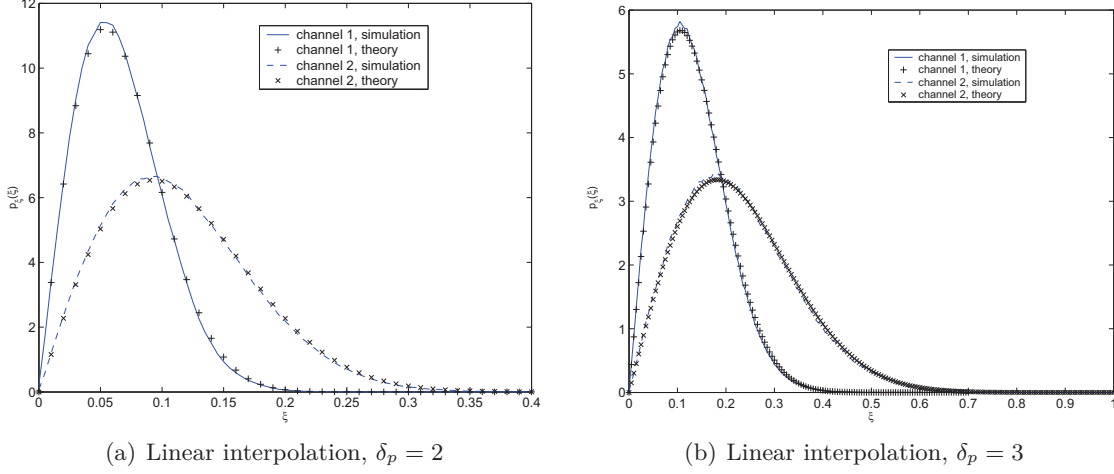 12
10
8
6
4
2
0
p_ξ(ξ)
channel 1, simulation
channel 1, theory
channel 2, simulation
channel 2, theory
0 0.05 0.1 0.15 0.2 0.25 0.3 0.35 0.4
ξ
(a) Linear interpolation, δ_p = 2
6
5
4
3
2
1
0
p_ξ(ξ)
channel 1, simulation
channel 1, theory
channel 2, simulation
channel 2, theory
0 0.1 0.2 0.3 0.4 0.5 0.6 0.7 0.8 0.9 1
ξ
(b) Linear interpolation, δ_p = 3